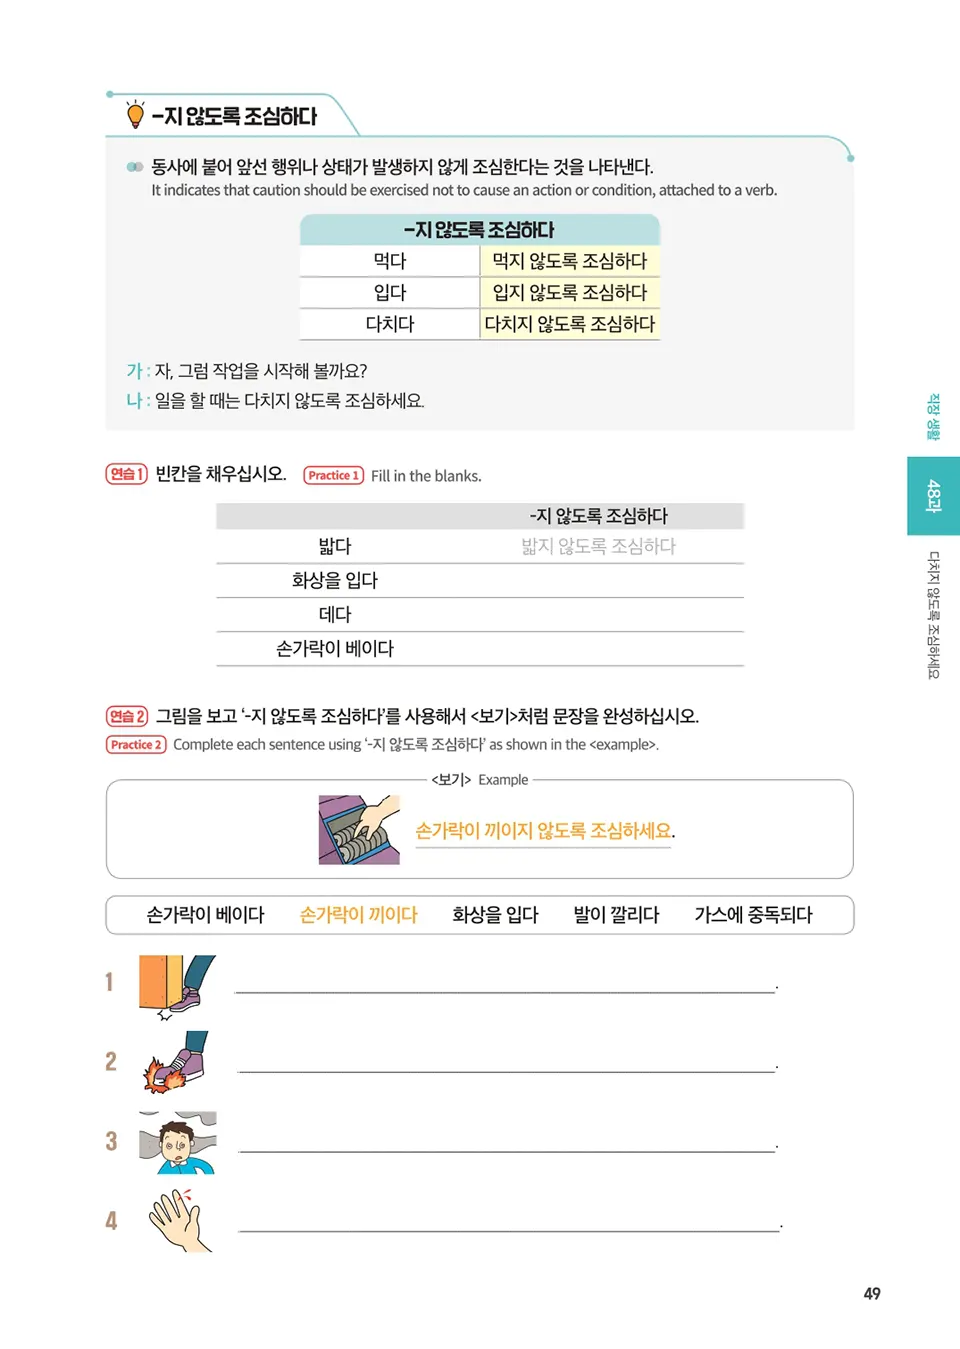 -지 않도록 조심하다
동사에 붙어 앞선 행위나 상태가 발생하지 않게 조심한다는 것을 나타낸다.
It indicates that caution should be exercised not to cause an action or condition, attached to a verb.
-지 않도록 조심하다
먹다 먹지 않도록 조심하다
입다 입지 않도록 조심하다
다치다 다치지 않도록 조심하다
가 : 자, 그럼 작업을 시작해 볼까요?
나 : 일을 할 때는 다치지 않도록 조심하세요.
연습 1 빈칸을 채우십시오. Practice 1 Fill in the blanks.
-지 않도록 조심하다
밟다 밟지 않도록 조심하다
화상을 입다
데다
손가락이 베이다
연습 2 그림을 보고 ‘-지 않도록 조심하다’를 사용해서 <보기>처럼 문장을 완성하십시오.
Practice 2 Complete each sentence using ‘-지 않도록 조심하다’ as shown in the <example>.
<보기> Example
손가락이 끼이지 않도록 조심하세요.
손가락이 베이다 손가락이 끼이다 화상을 입다 발이 깔리다 가스에 중독되다
1 .
2 .
3 .
4 .
직장 생활
48과
다치지 않도록 조심하세요
49